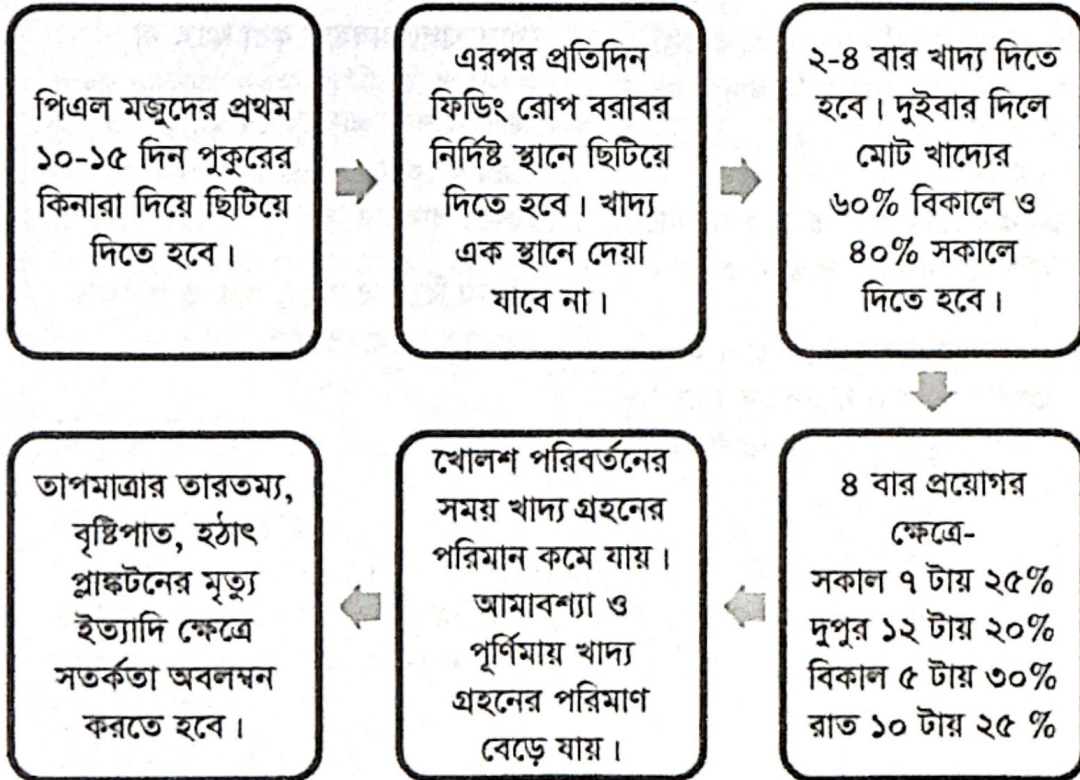 পিএল মজুদের প্রথম
১০-১৫ দিন পুকুরের
কিনারা দিয়ে ছিটিয়ে
দিতে হবে।
এরপর প্রতিদিন
ফিডিং রোপ বরাবর
নির্দিষ্ট স্থানে ছিটিয়ে
দিতে হবে। খাদ্য
এক স্থানে দেয়া
যাবে না।
২-৪ বার খাদ্য দিতে
হবে। দুইবার দিলে
মোট খাদ্যের
৬০% বিকালে ও
৪০% সকালে
দিতে হবে।
৪ বার প্রয়োগর
ক্ষেত্রে-
সকাল ৭ টায় ২৫%
দুপুর ১২ টায় ২০%
বিকাল ৫ টায় ৩০%
রাত ১০ টায় ২৫ %
খোলশ পরিবর্তনের
সময় খাদ্য গ্রহনের
পরিমান কমে যায়।
আমাবশ্যা ও
পূর্ণিমায় খাদ্য
গ্রহনের পরিমাণ
বেড়ে যায়।
তাপমাত্রার তারতম্য,
বৃষ্টিপাত, হঠাৎ
প্লাঙ্কটনের মৃত্যু
ইত্যাদি ক্ষেত্রে
সতর্কতা অবলম্বন
করতে হবে।